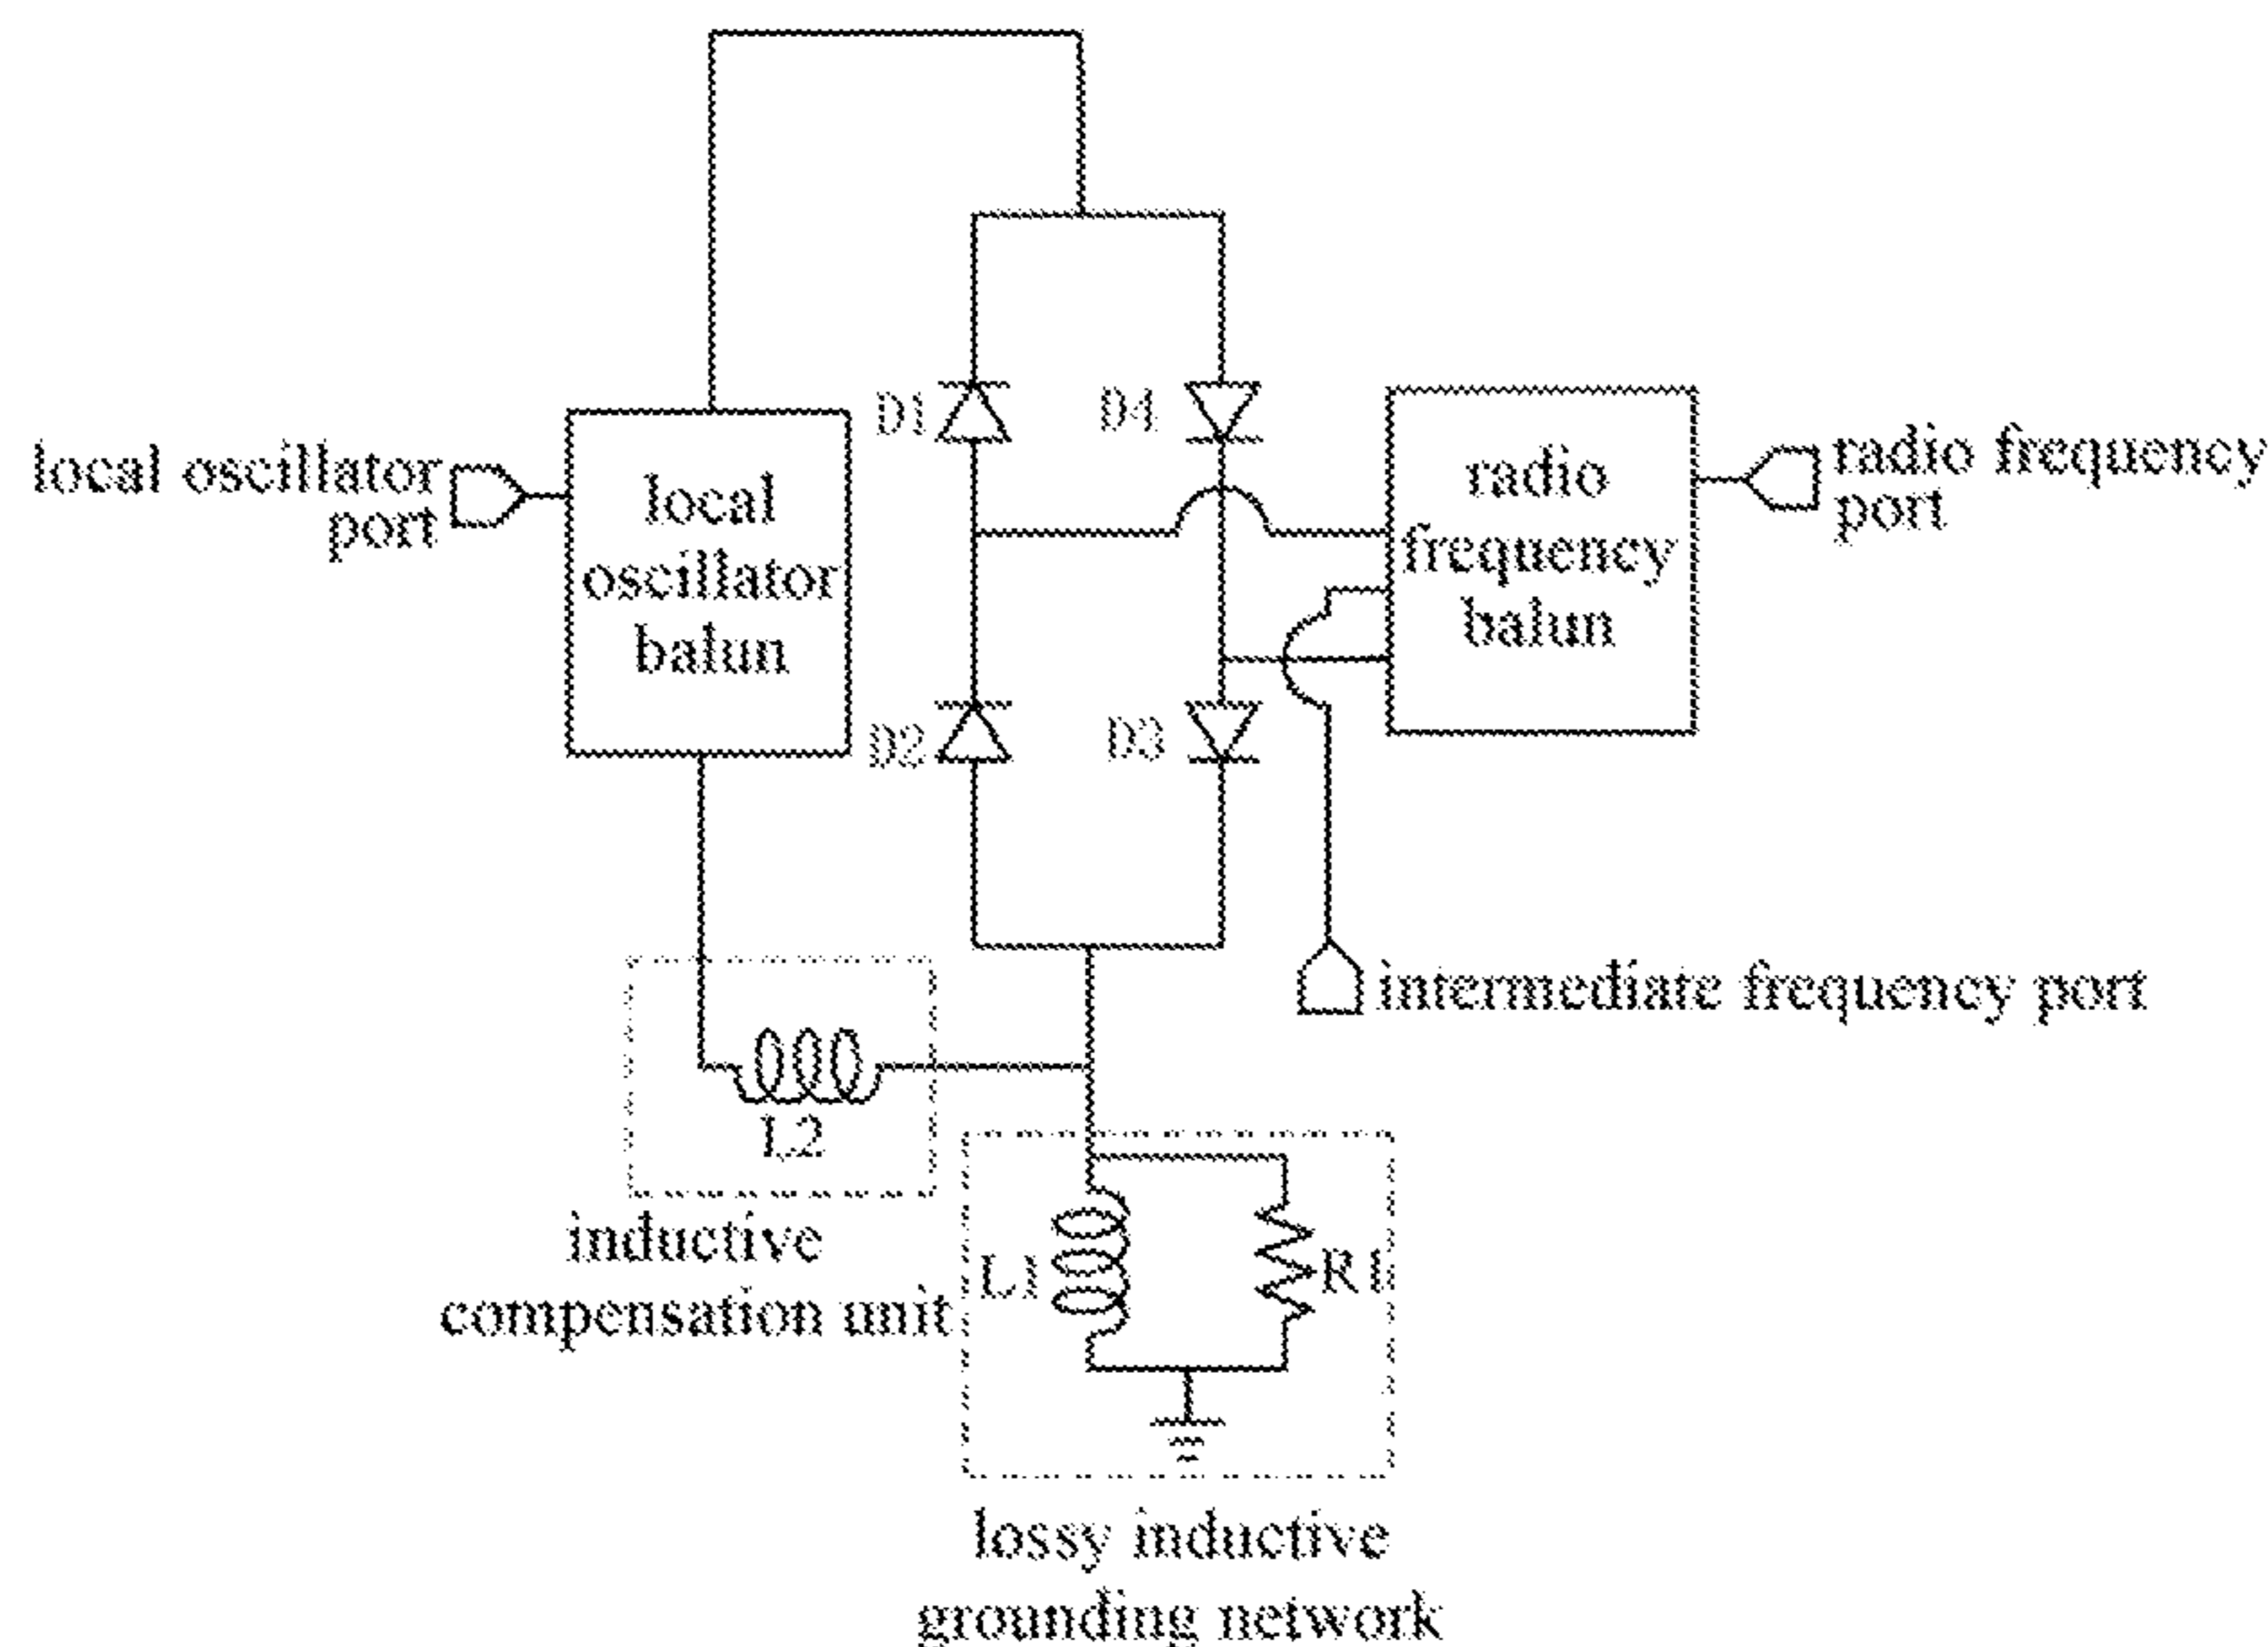 D1
D4
local oscillator
port
local
oscillator
balun
radio
frequency
balun
radio frequency
port
D2
D3
intermediate frequency port
L2
inductive
compensation unit
L1
R1
lossy inductive
grounding network